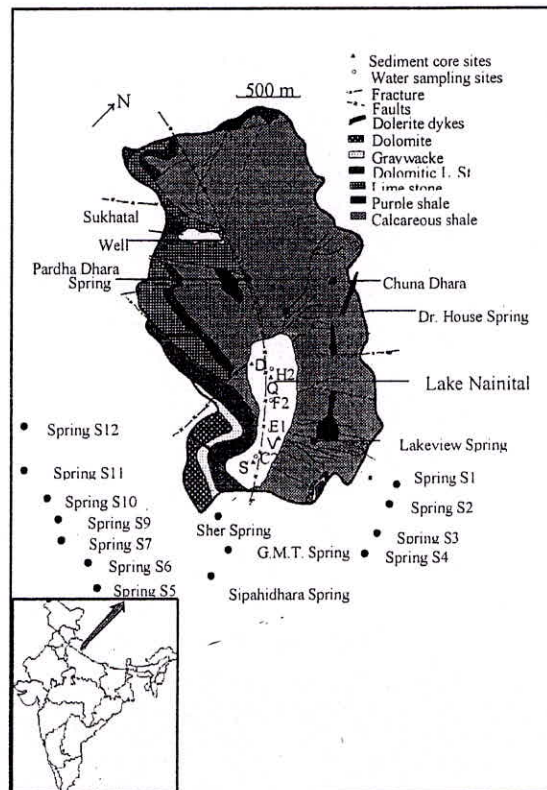 Sediment core sites
Water sampling sites
Fracture
Faults
Dolerite dykes
Dolomite
Graywacke
Dolomitic L. St.
Lime stone
Purple shale
Calcareous shale
N
500 m
Sukhatal
Well
Pardha Dhara
Spring
Chuna Dhara
Dr. House Spring
Lake Nainital
Lakeview Spring
D
H2
Q
F2
E1
V
C2
S
Spring S12
Spring S11
Spring S10
Spring S9
Spring S7
Spring S6
Spring S5
Sher Spring
G.M.T. Spring
Sipahidhara Spring
Spring S1
Spring S2
Spring S3
Spring S4